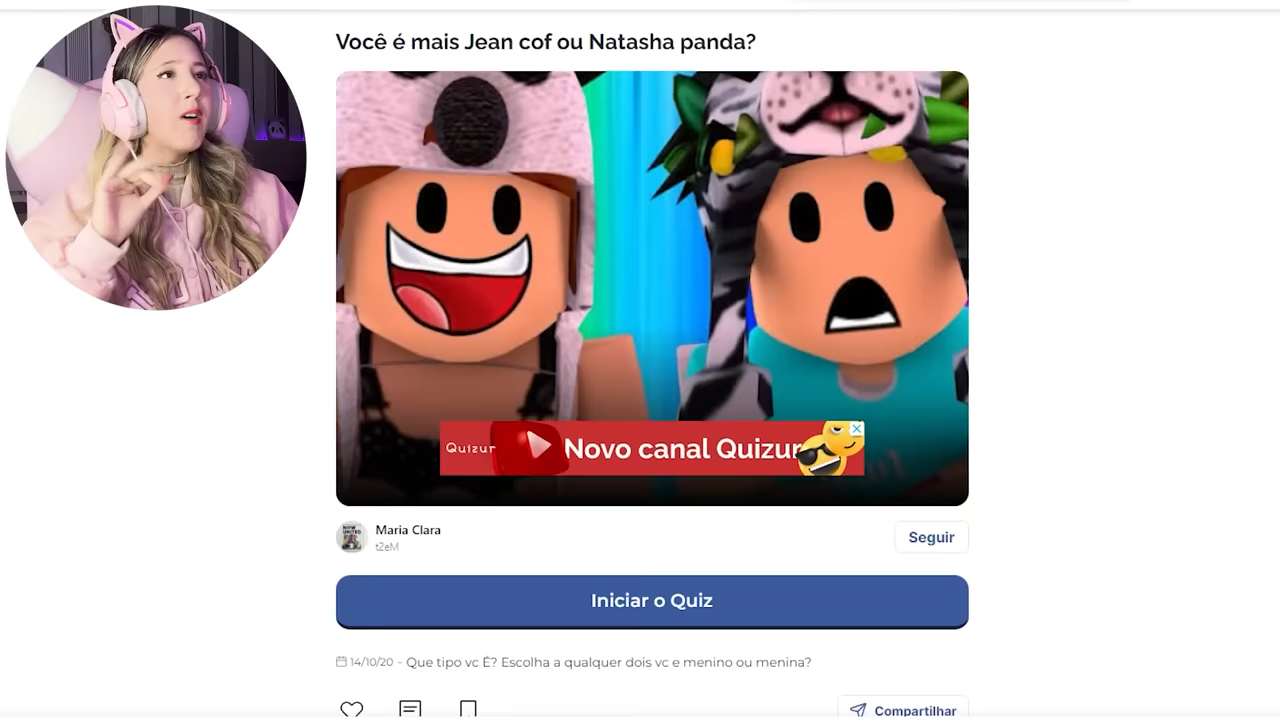 Você é mais Jean cof ou Natasha panda?
Quizur
Novo canal Quizur
Maria Clara
t2eM
Seguir
Iniciar o Quiz
14/10/20 - Que tipo vc É? Escolha a qualquer dois vc e menino ou menina?
Compartilhar